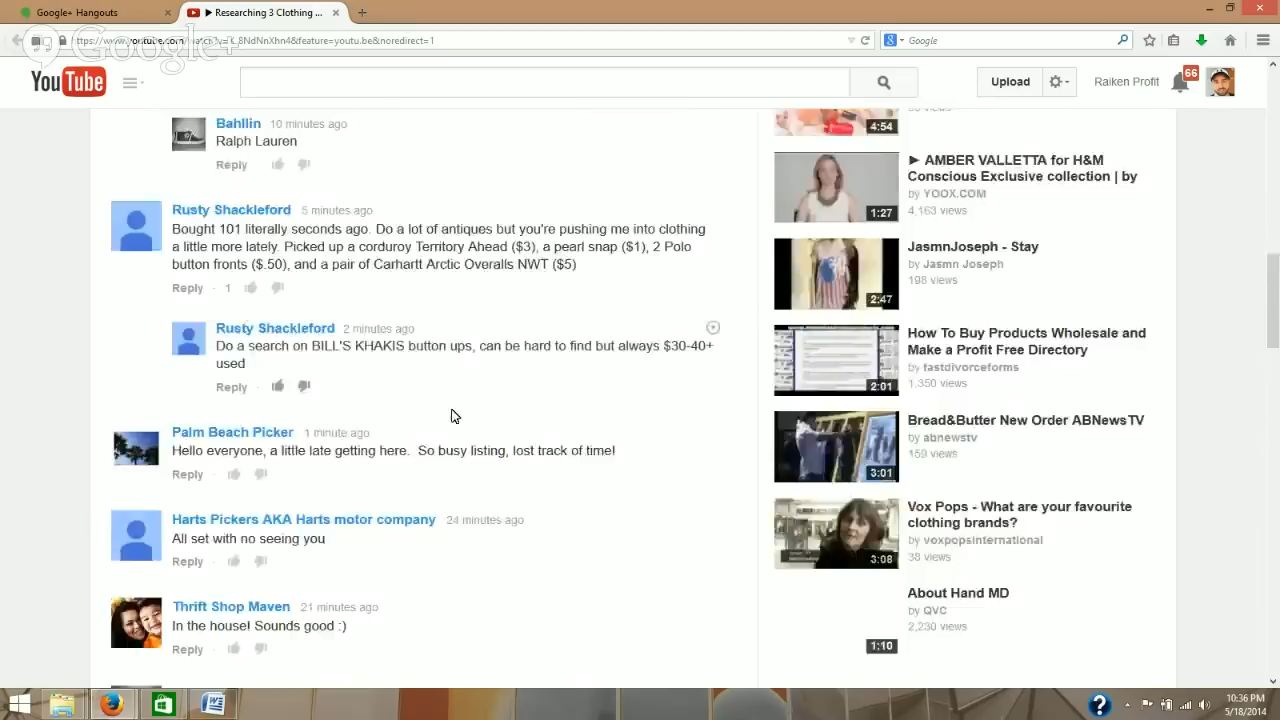 Google+ Hangouts
Researching 3 Clothing ...
Google+
https://www.youtube.com/watch?v=
8NdNnXhn4&feature=youtu.be&noredirect=1
Google
YouTube
Upload
Raiken Profit
66
Bahllin 10 minutes ago
Ralph Lauren
Reply
Rusty Shackleford 5 minutes ago
Bought 101 literally seconds ago. Do a lot of antiques but you're pushing me into clothing
a little more lately. Picked up a corduroy Territory Ahead ($3), a pearl snap ($1), 2 Polo
button fronts ($.50), and a pair of Carhartt Arctic Overalls NWT ($5)
Reply · 1
Rusty Shackleford 2 minutes ago
Do a search on BILL'S KHAKIS button ups, can be hard to find but always $30-40+
used
Reply ·
Palm Beach Picker 1 minute ago
Hello everyone, a little late getting here. So busy listing, lost track of time!
Reply ·
Harts Pickers AKA Harts motor company 24 minutes ago
All set with no seeing you
Reply ·
Thrift Shop Maven 21 minutes ago
In the house! Sounds good :)
Reply ·
views
4:54
► AMBER VALLETTA for H&M
Conscious Exclusive collection | by
by YOOX.COM
4,163 views
1:27
JasmnJoseph - Stay
by Jasmn Joseph
198 views
2:47
How To Buy Products Wholesale and
Make a Profit Free Directory
by fastdivorceforms
1,350 views
2:01
Bread&Butter New Order ABNewsTV
by abnewstv
159 views
3:01
Vox Pops - What are your favourite
clothing brands?
by voxpopsinternational
38 views
3:08
About Hand MD
by QVC
2,230 views
1:10
10:36 PM
5/18/2014